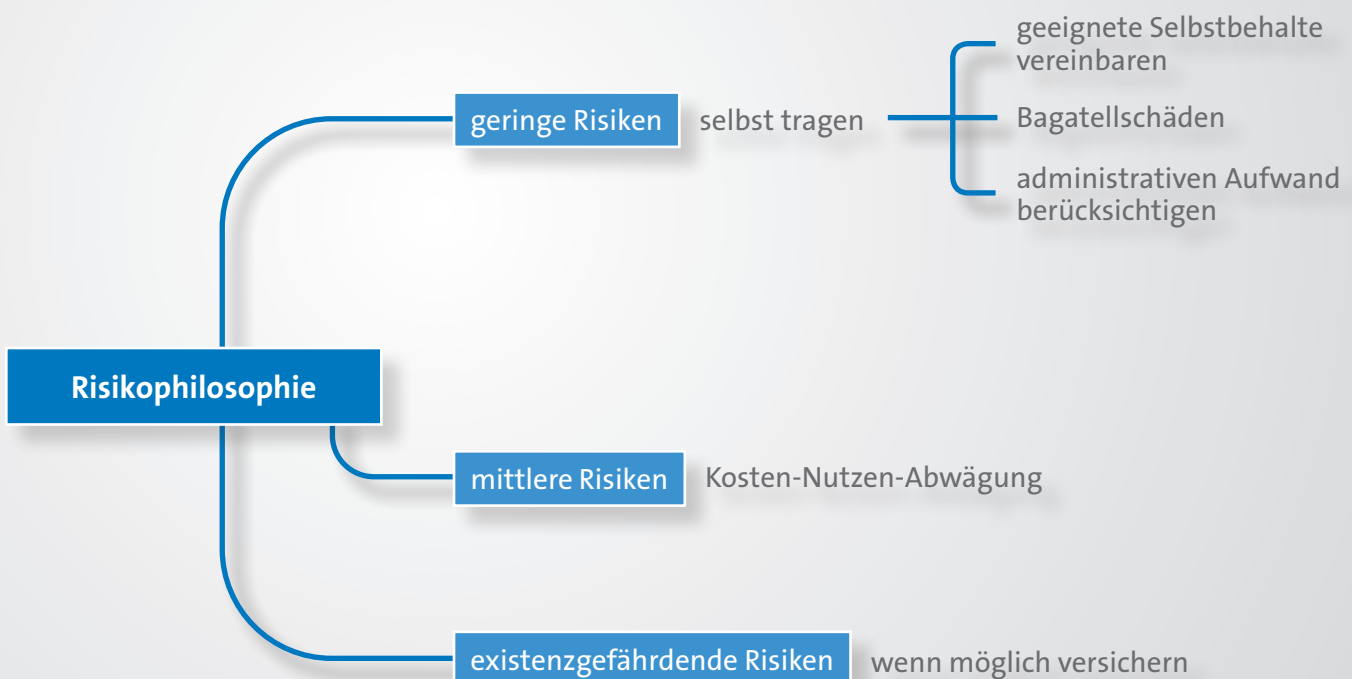 geeignete Selbstbehalte
vereinbaren
geringe Risiken
selbst tragen
Bagatellschäden
administrativen Aufwand
berücksichtigen
Risikophilosophie
mittlere Risiken
Kosten-Nutzen-Abwägung
existenzgefährdende Risiken
wenn möglich versichern